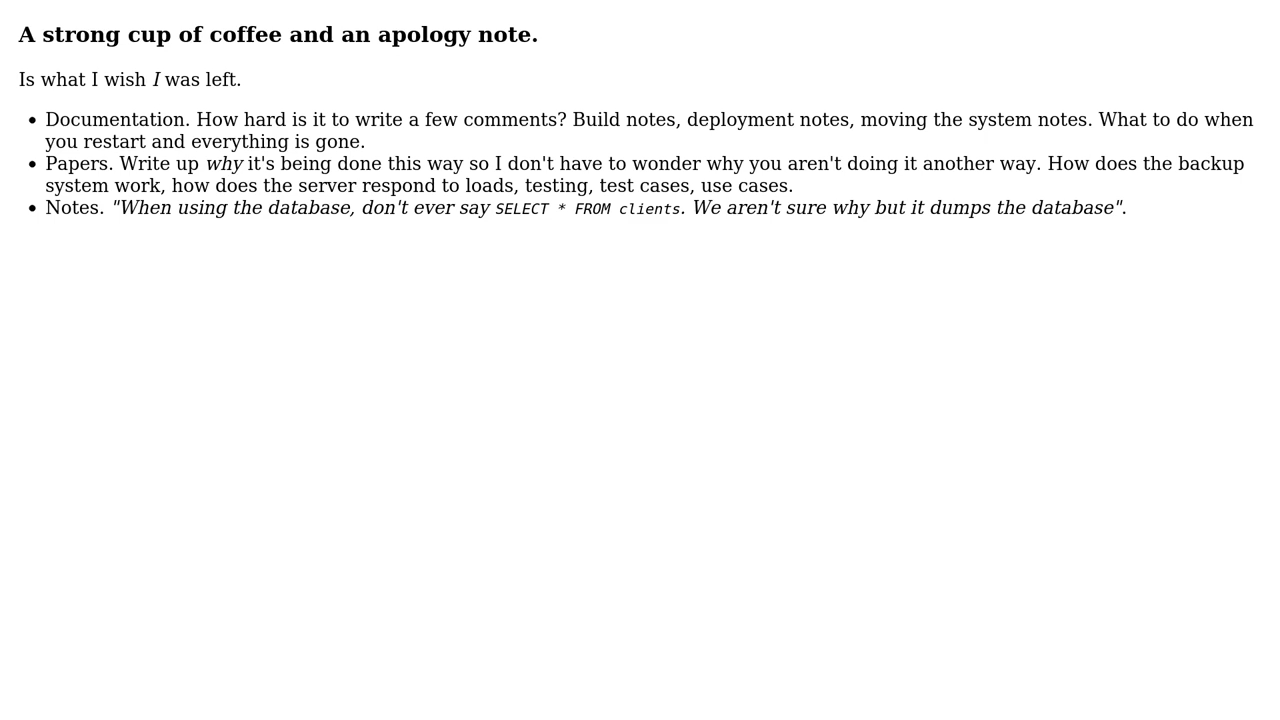 A strong cup of coffee and an apology note.
Is what I wish I was left.
• Documentation. How hard is it to write a few comments? Build notes, deployment notes, moving the system notes. What to do when
you restart and everything is gone.
• Papers. Write up why it's being done this way so I don't have to wonder why you aren't doing it another way. How does the backup
system work, how does the server respond to loads, testing, test cases, use cases.
• Notes. "When using the database, don't ever say SELECT * FROM clients. We aren't sure why but it dumps the database".